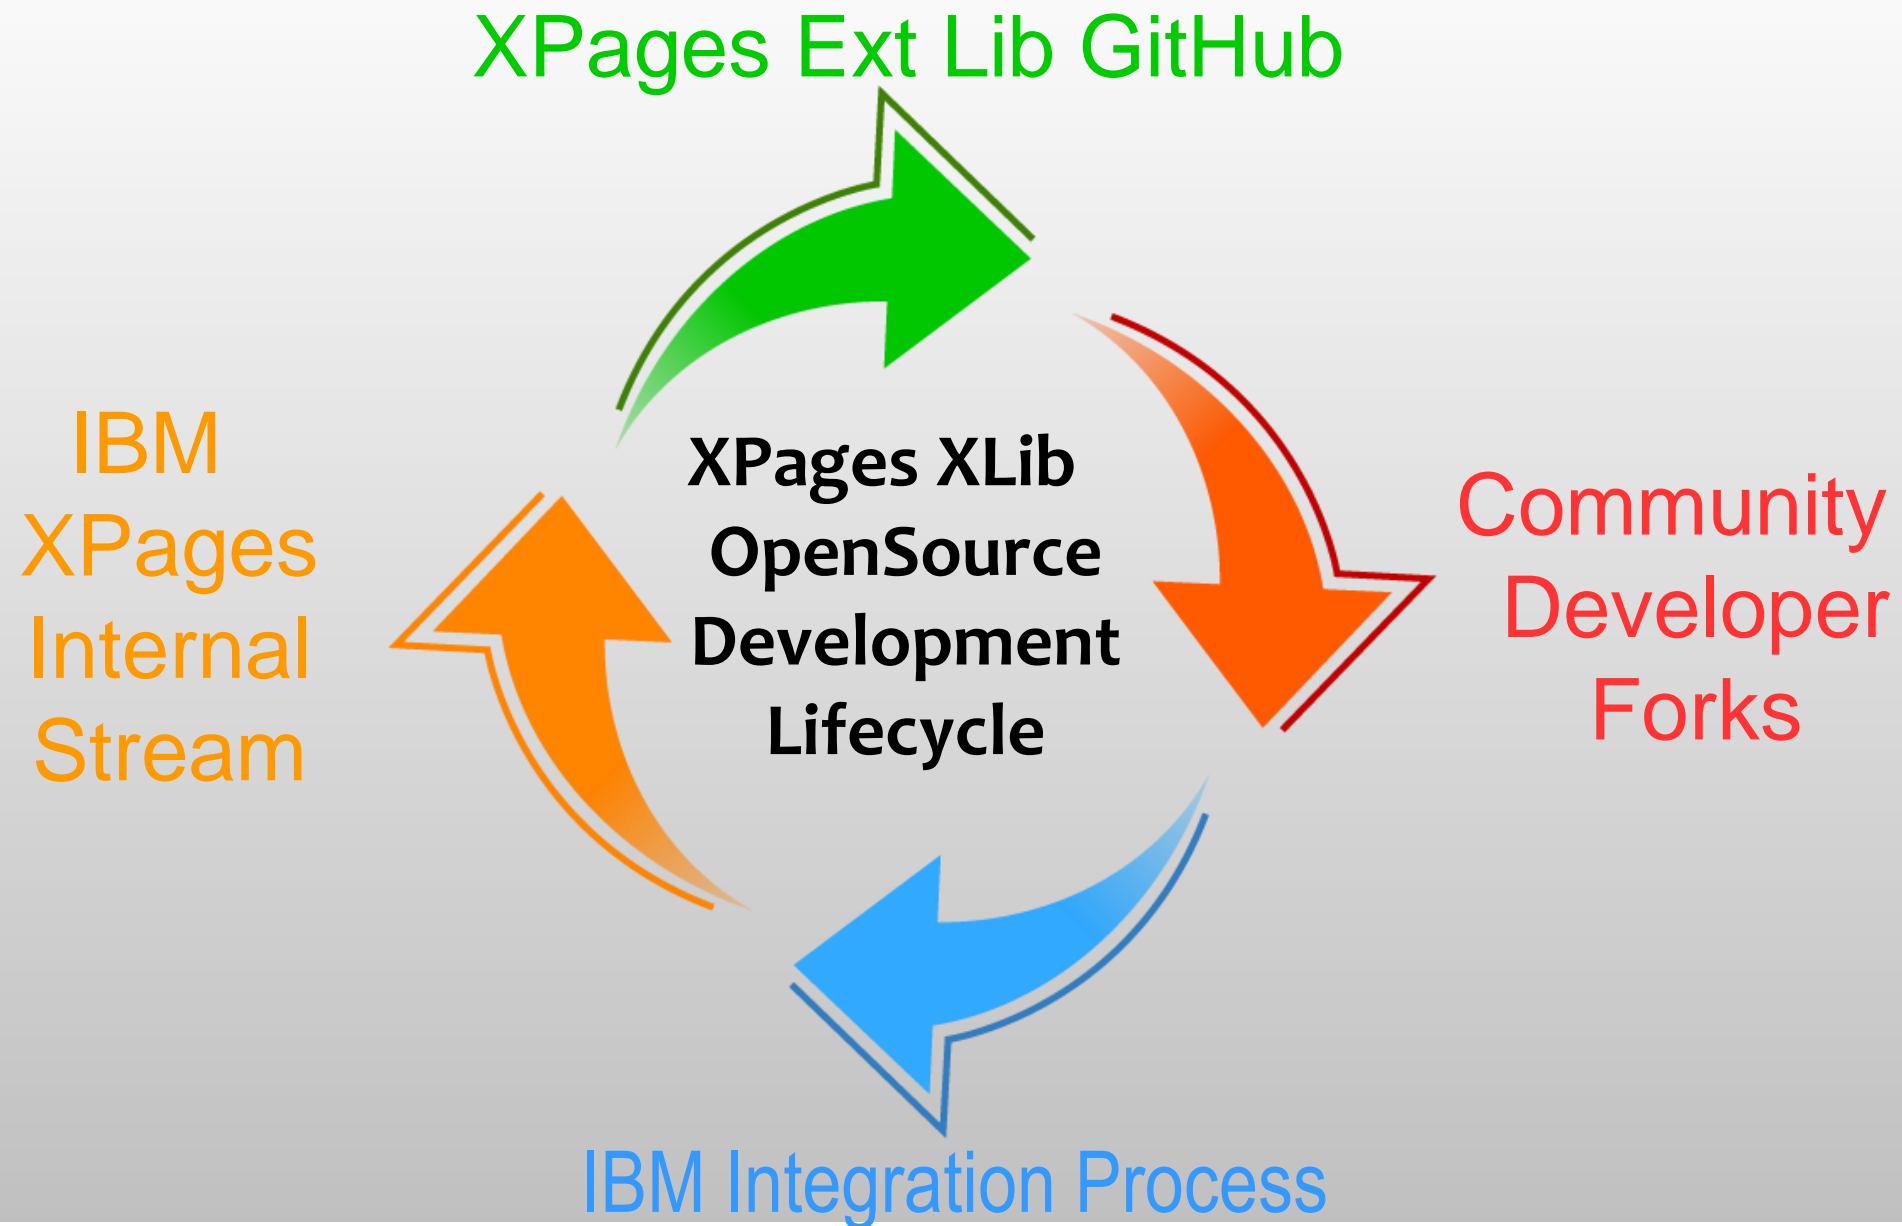 XPages Ext Lib GitHub
IBM
XPages
Internal
Stream
XPages XLib
OpenSource
Development
Lifecycle
Community
Developer
Forks
IBM Integration Process